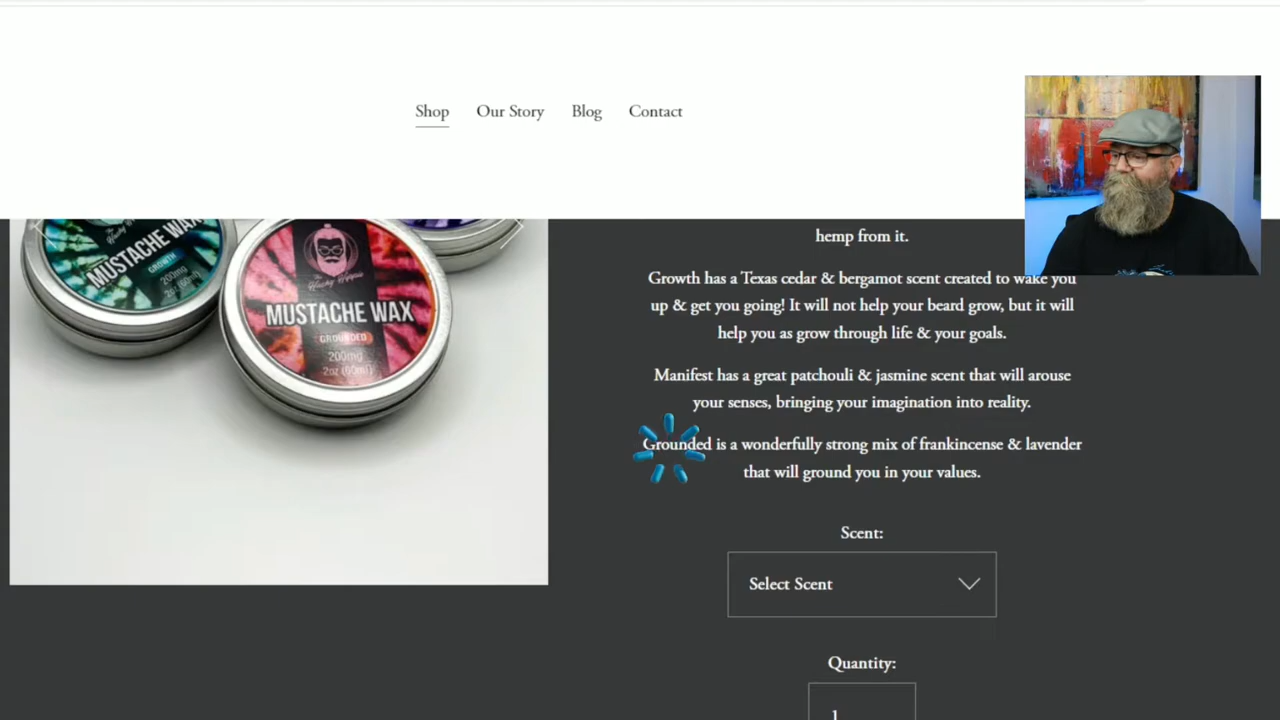 Shop Our Story Blog Contact
hemp from it.
Growth has a Texas cedar & bergamot scent created to wake you
up & get you going! It will not help your beard grow, but it will
help you as grow through life & your goals.
Manifest has a great patchouli & jasmine scent that will arouse
your senses, bringing your imagination into reality.
Grounded is a wonderfully strong mix of frankincense & lavender
that will ground you in your values.
Scent:
Select Scent
Quantity:
1
MUSTACHE WAX
GROWTH
200mg
2oz (60ml)
MUSTACHE WAX
GROUNDED
200mg
2oz (60ml)